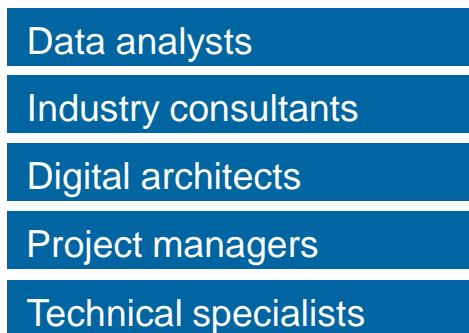 Data analysts
Industry consultants
Digital architects
Project managers
Technical specialists